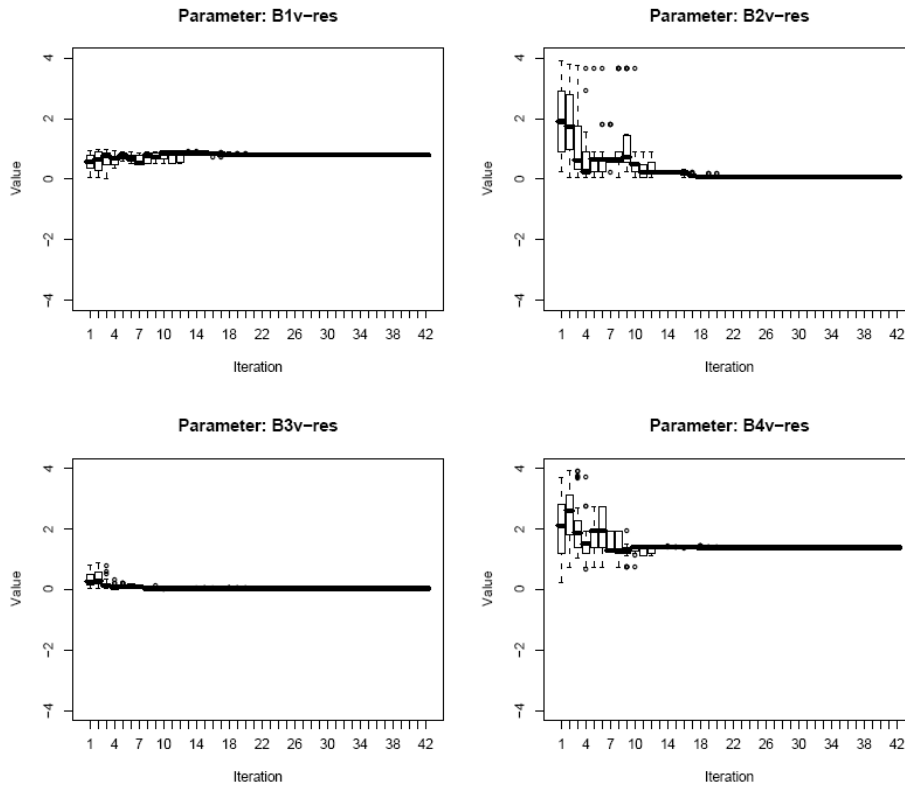 Parameter: B1v−res
Parameter: B2v−res
Value
−4 −2 0 2 4
1 4 7 10 14 18 22 26 30 34 38 42
Iteration
Value
−4 −2 0 2 4
1 4 7 10 14 18 22 26 30 34 38 42
Iteration
Parameter: B3v−res
Parameter: B4v−res
Value
−4 −2 0 2 4
1 4 7 10 14 18 22 26 30 34 38 42
Iteration
Value
−4 −2 0 2 4
1 4 7 10 14 18 22 26 30 34 38 42
Iteration